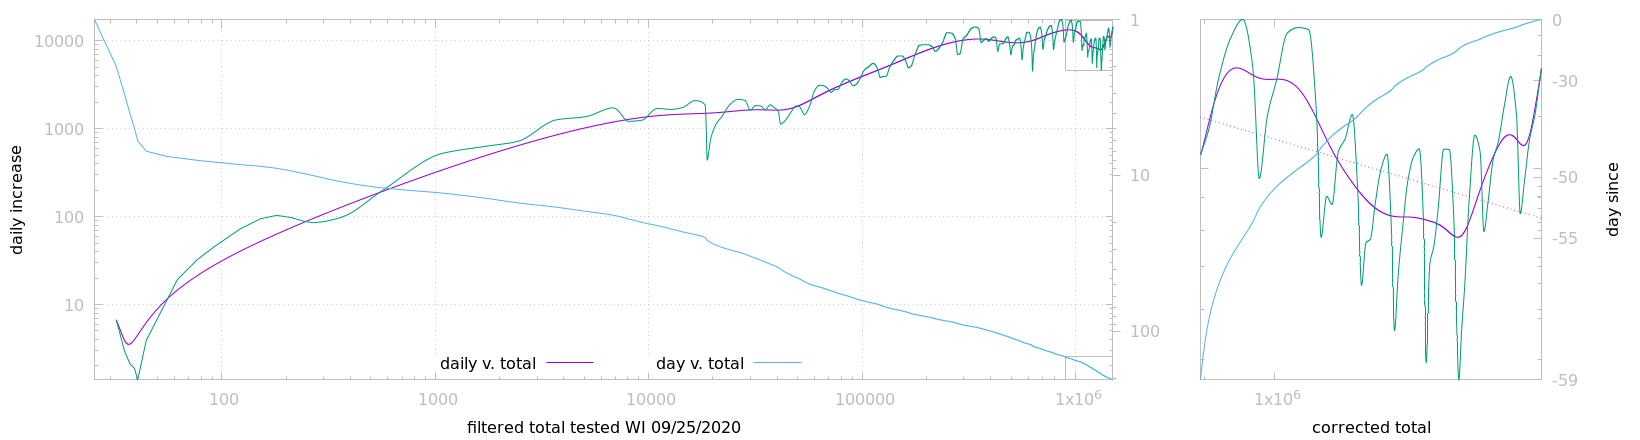 10000
1000
100
10
daily increase
100
1000
10000
100000
1x10^6
filtered total tested WI 09/25/2020
daily v. total
day v. total
1
10
100
1x10^6
corrected total
0
-30
-50
-55
-59
day since